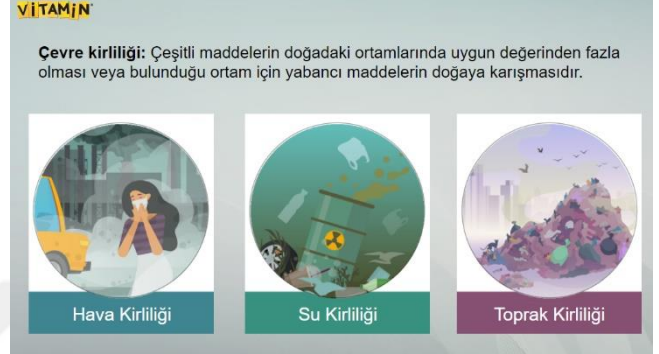 VİTAMİN
Çevre kirliliği: Çeşitli maddelerin doğadaki ortamlarında uygun değerinden fazla
olması veya bulunduğu ortam için yabancı maddelerin doğaya karışmasıdır.
Hava Kirliliği
Su Kirliliği
Toprak Kirliliği